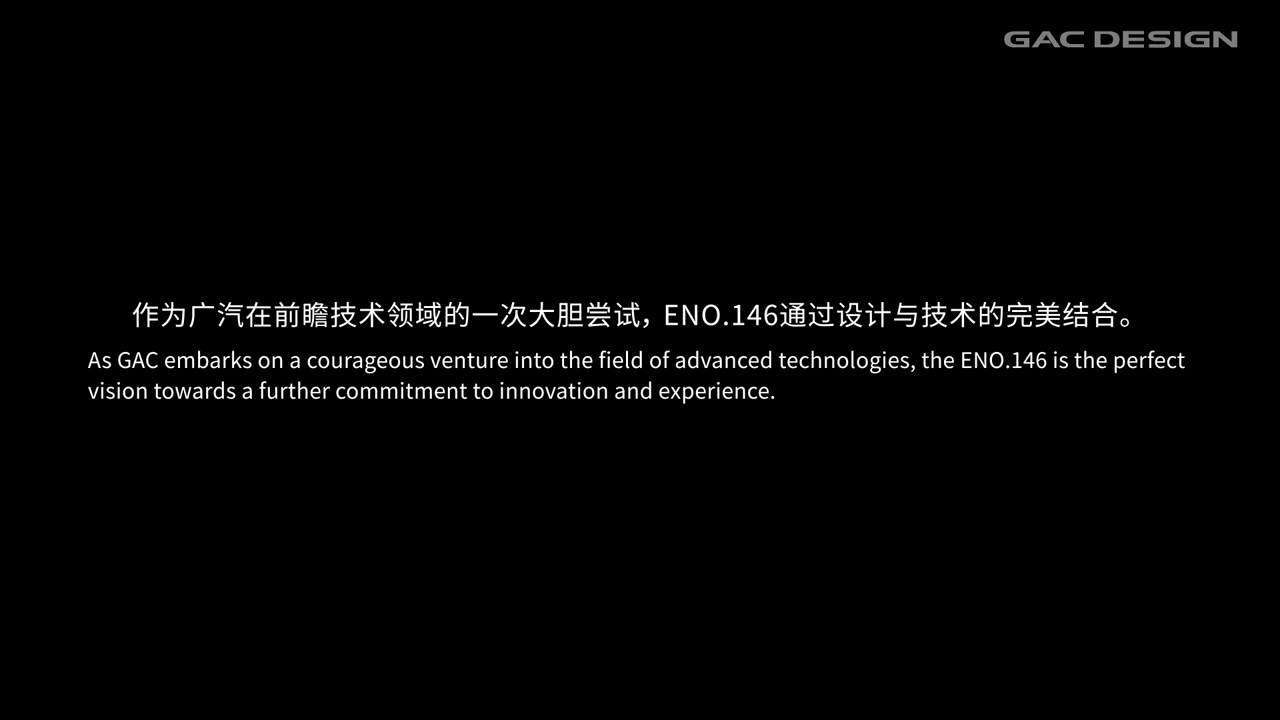 GAC DESIGN
作为广汽在前瞻技术领域的一次大胆尝试，ENO.146通过设计与技术的完美结合。
As GAC embarks on a courageous venture into the field of advanced technologies, the ENO.146 is the perfect
vision towards a further commitment to innovation and experience.